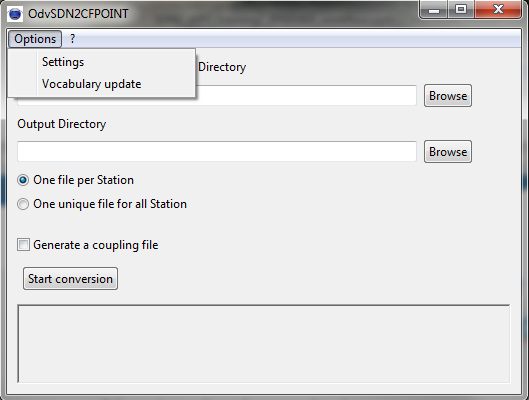 OdvSDN2CFPOINT
Options ?
Settings
Directory
Vocabulary update
Browse
Output Directory
Browse
One file per Station
One unique file for all Station
Generate a coupling file
Start conversion